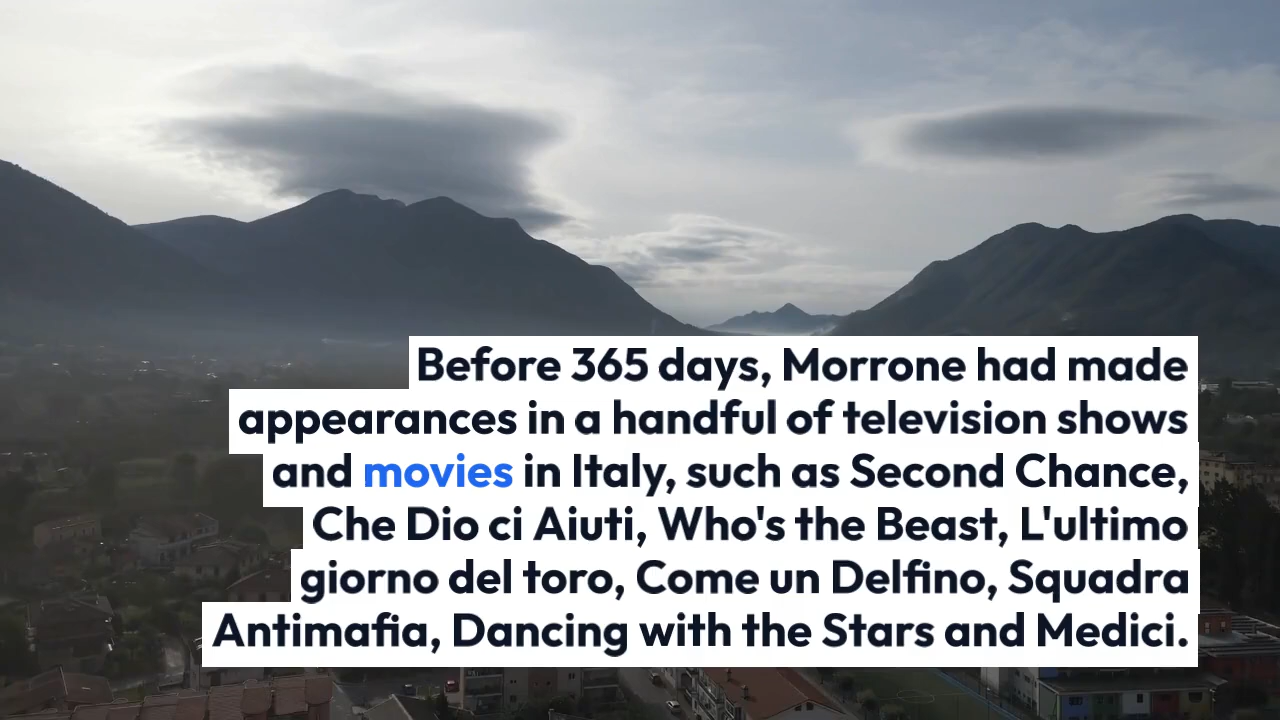 Before 365 days, Morrone had made
appearances in a handful of television shows
and movies in Italy, such as Second Chance,
Che Dio ci Aiuti, Who's the Beast, L'ultimo
giorno del toro, Come un Delfino, Squadra
Antimafia, Dancing with the Stars and Medici.